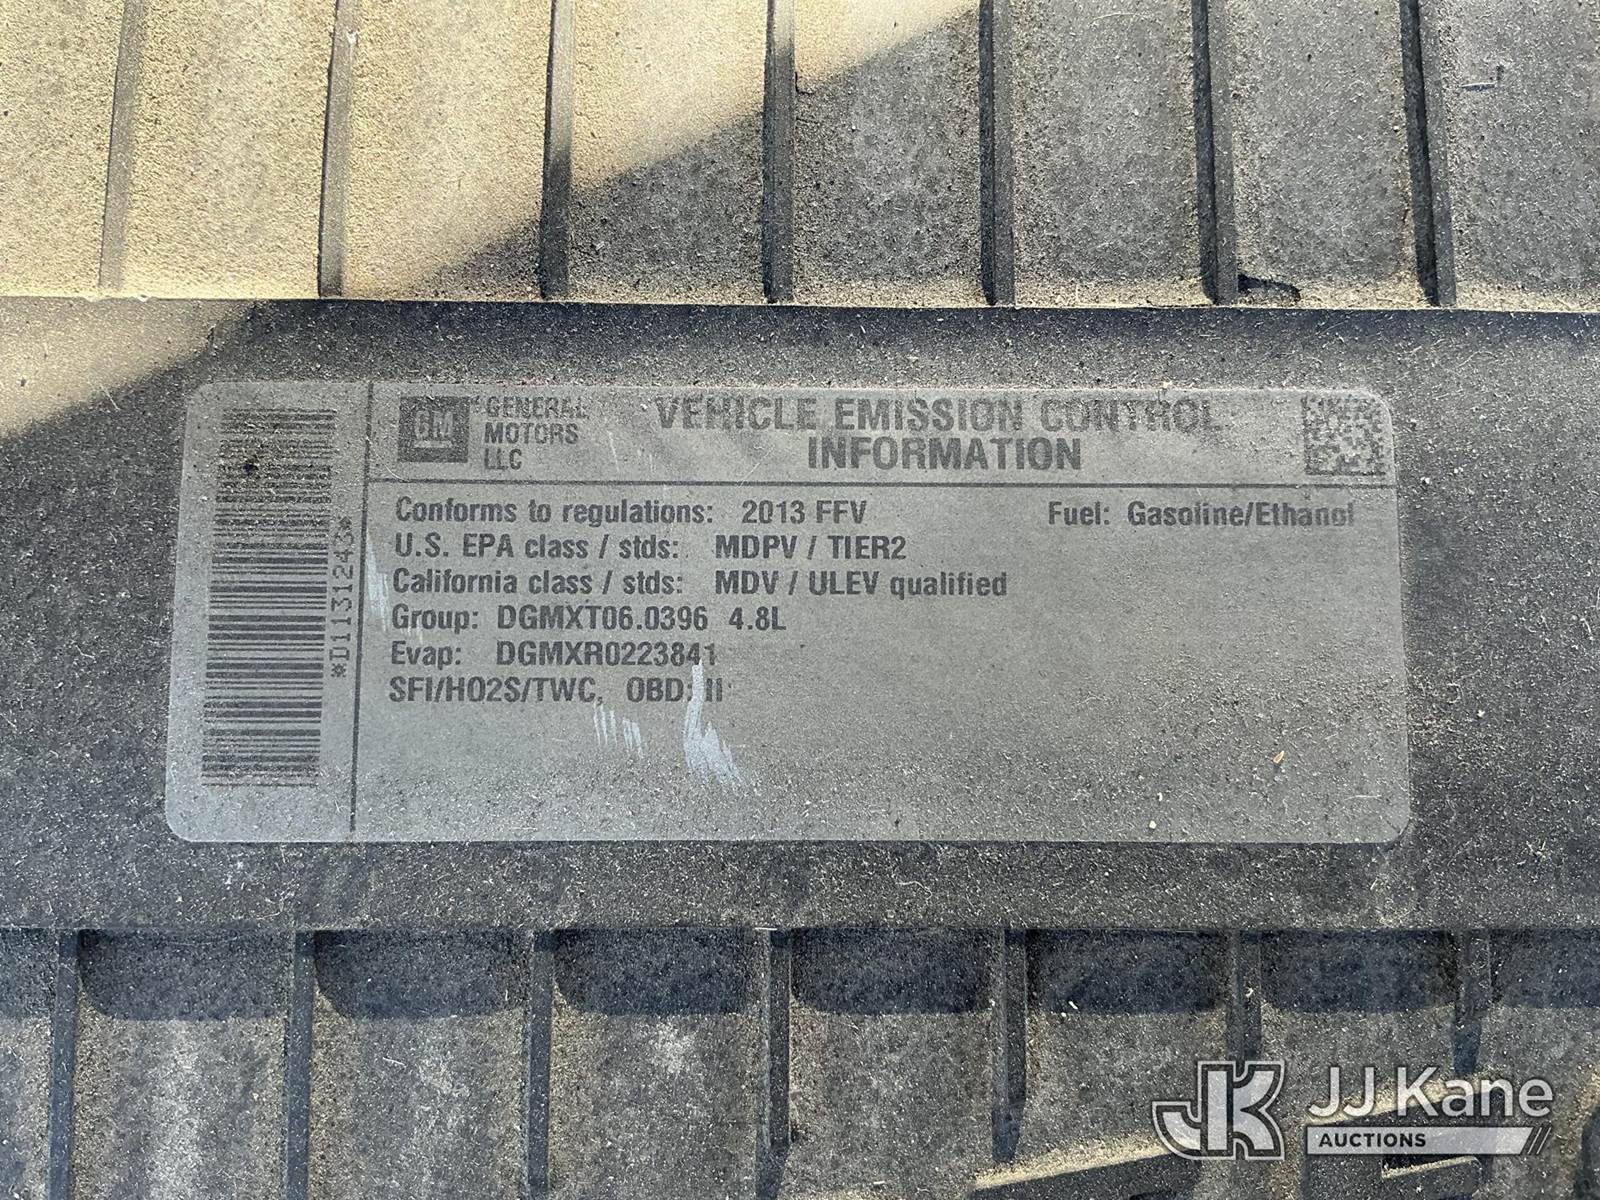 GM GENERAL MOTORS LLC
VEHICLE EMISSION CONTROL
INFORMATION
Conforms to regulations: 2013 FFV Fuel: Gasoline/Ethanol
U.S. EPA class / stds: MDPV / TIER2
California class / stds: MDV / ULEV qualified
Group: DGMXT06.0396 4.8L
Evap: DGMXR0223841
SFI/HO2S/TWC, OBD: II
*D1131243*
JK JJ Kane
AUCTIONS